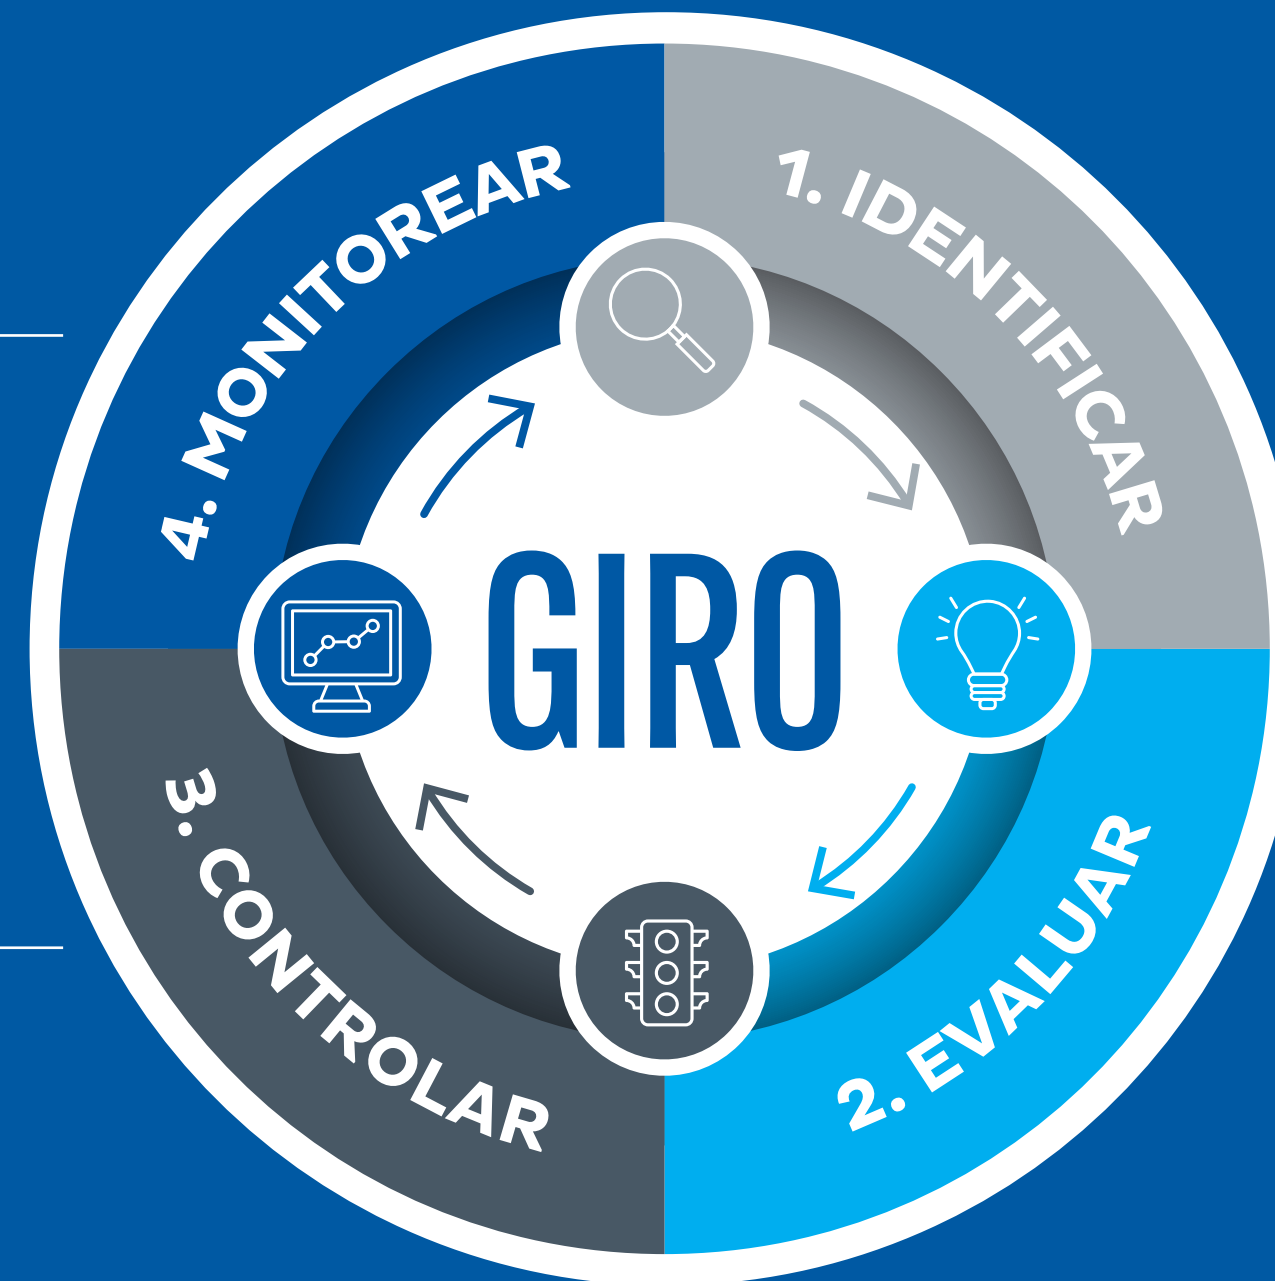 1. IDENTIFICAR
2. EVALUAR
3. CONTROLAR
4. MONITOREAR
GIRO